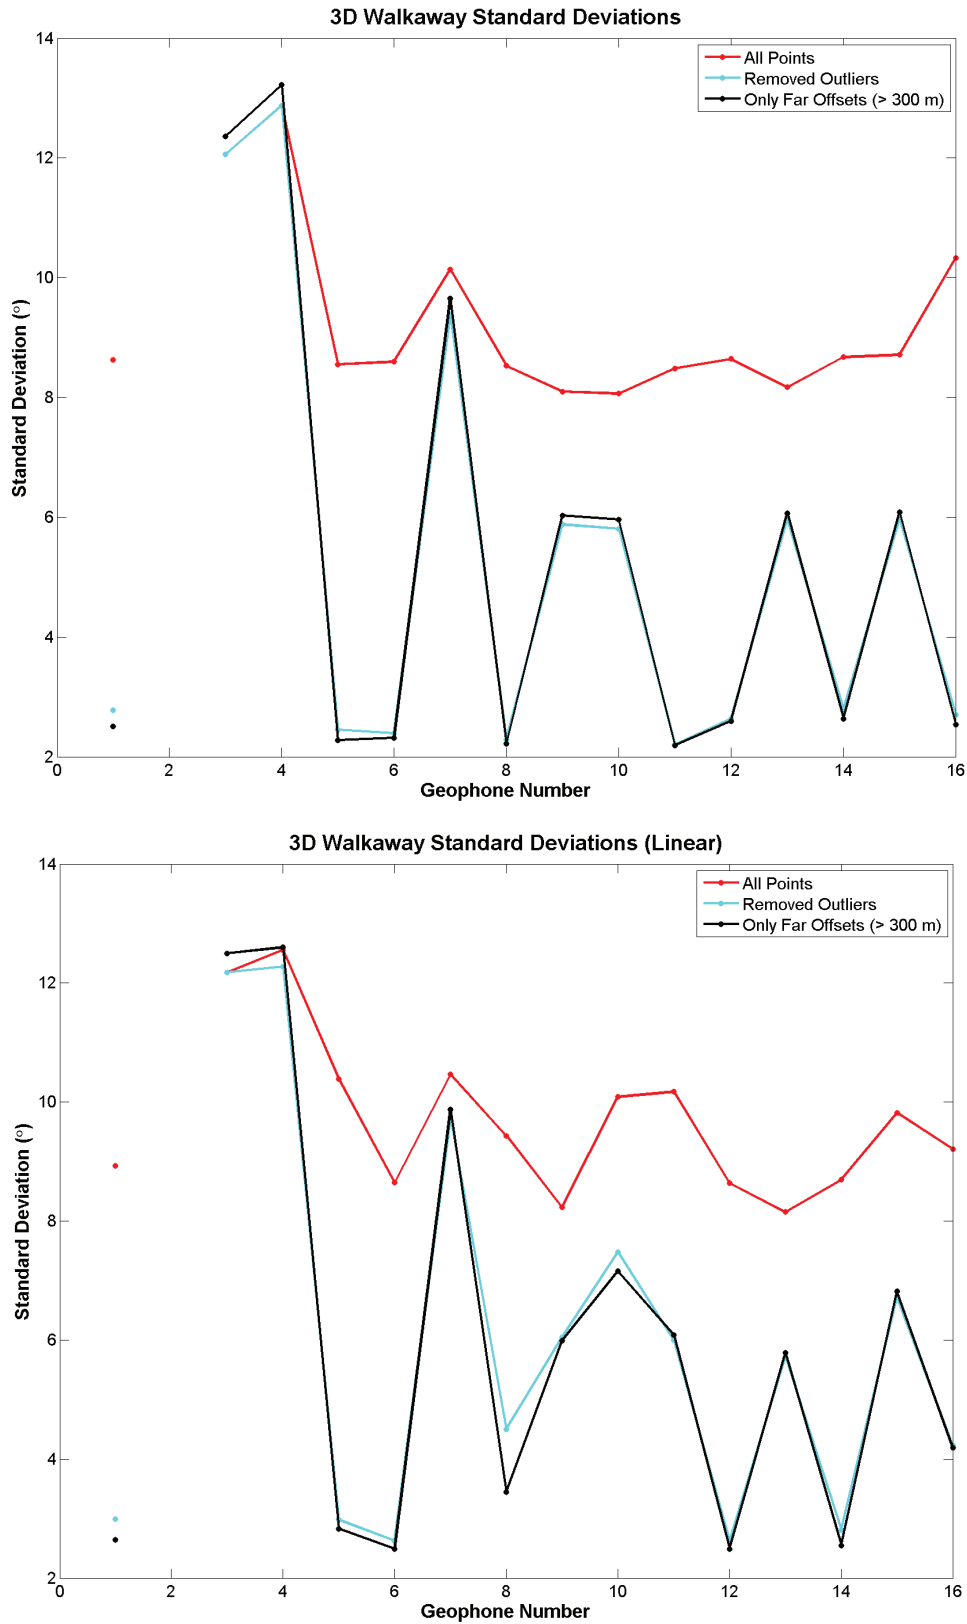 3D Walkaway Standard Deviations
All Points
Removed Outliers
Only Far Offsets (> 300 m)
14
12
10
8
6
4
2
Standard Deviation (°)
0 2 4 6 8 10 12 14 16
Geophone Number
3D Walkaway Standard Deviations (Linear)
All Points
Removed Outliers
Only Far Offsets (> 300 m)
14
12
10
8
6
4
2
Standard Deviation (°)
0 2 4 6 8 10 12 14 16
Geophone Number